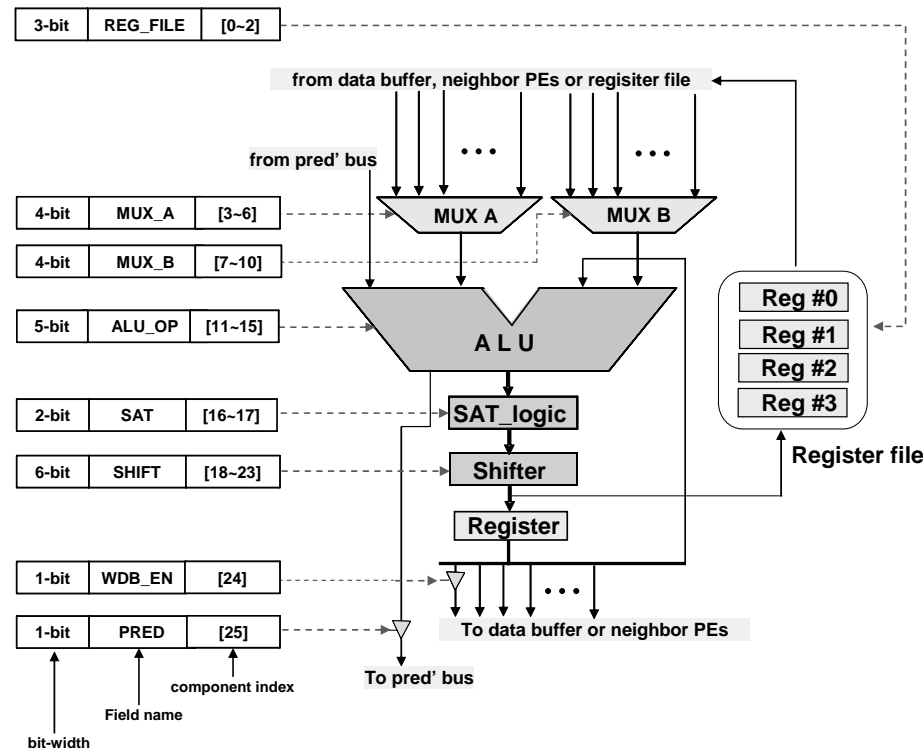 3-bit REG_FILE [0~2]
from data buffer, neighbor PEs or regisiter file
from pred' bus
4-bit MUX_A [3~6]
MUX A
MUX B
4-bit MUX_B [7~10]
5-bit ALU_OP [11~15]
A L U
Reg #0
Reg #1
Reg #2
Reg #3
Register file
2-bit SAT [16~17]
SAT_logic
6-bit SHIFT [18~23]
Shifter
Register
1-bit WDB_EN [24]
1-bit PRED [25]
To data buffer or neighbor PEs
To pred' bus
component index
Field name
bit-width